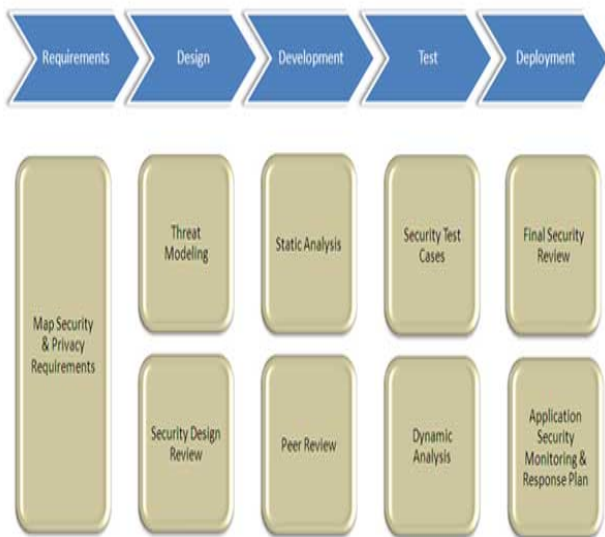 Requirements
Design
Development
Test
Deployment
Map Security
& Privacy
Requirements
Threat
Modeling
Static Analysis
Security Test
Cases
Final Security
Review
Security Design
Review
Peer Review
Dynamic
Analysis
Application
Security
Monitoring &
Response Plan